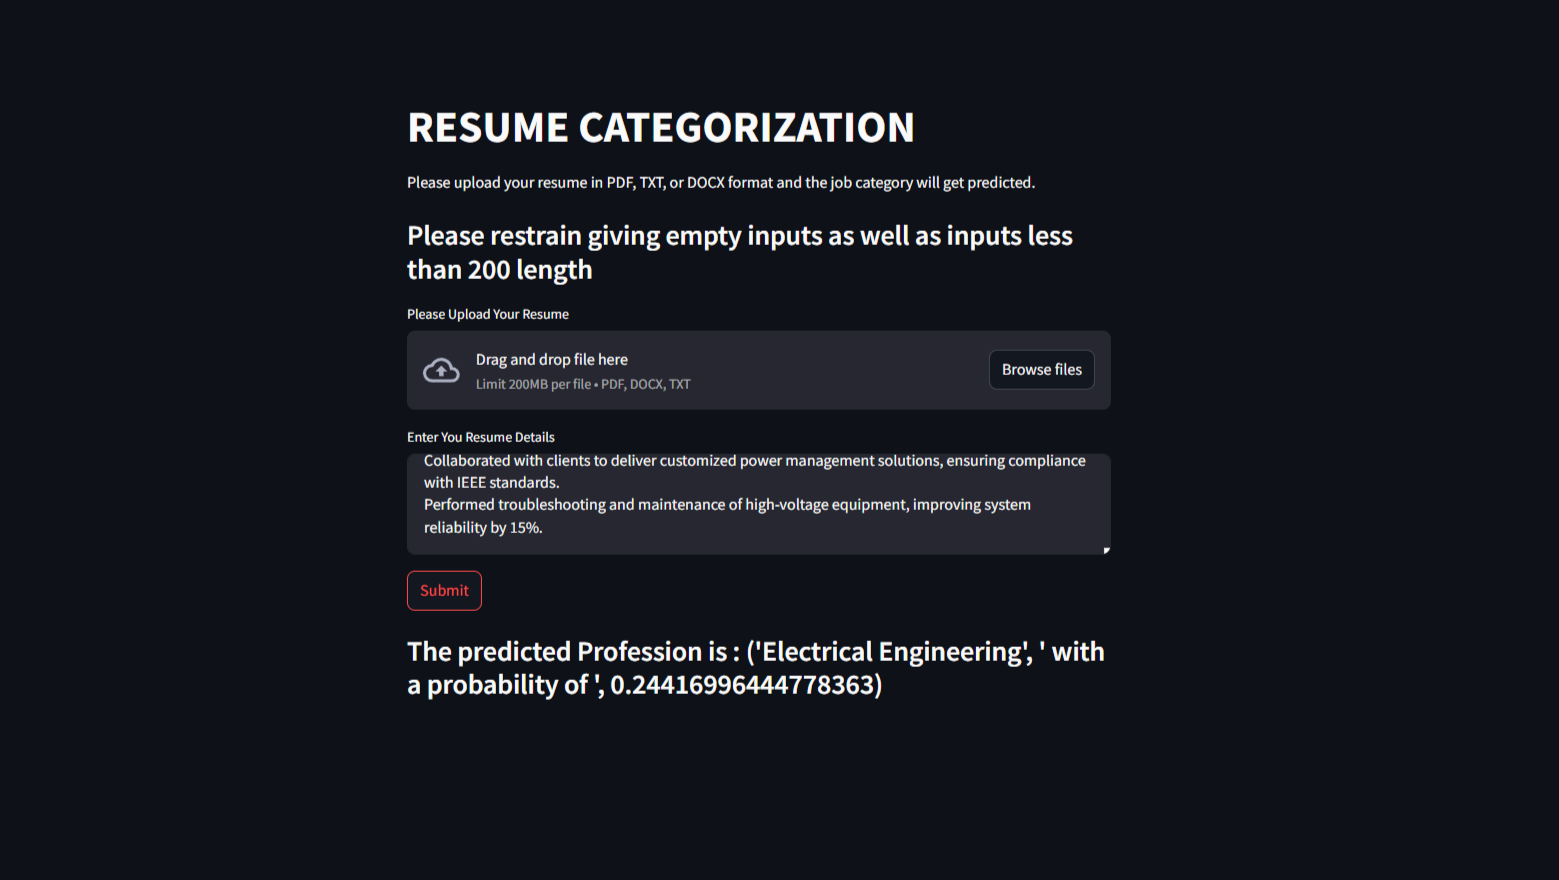 RESUME CATEGORIZATION
Please upload your resume in PDF, TXT, or DOCX format and the job category will get predicted.
Please restrain giving empty inputs as well as inputs less
than 200 length
Please Upload Your Resume
Drag and drop file here
Limit 200MB per file • PDF, DOCX, TXT
Browse files
Enter You Resume Details
Collaborated with clients to deliver customized power management solutions, ensuring compliance
with IEEE standards.
Performed troubleshooting and maintenance of high-voltage equipment, improving system
reliability by 15%.
Submit
The predicted Profession is : ('Electrical Engineering', ' with
a probability of ', 0.24416996444778363)